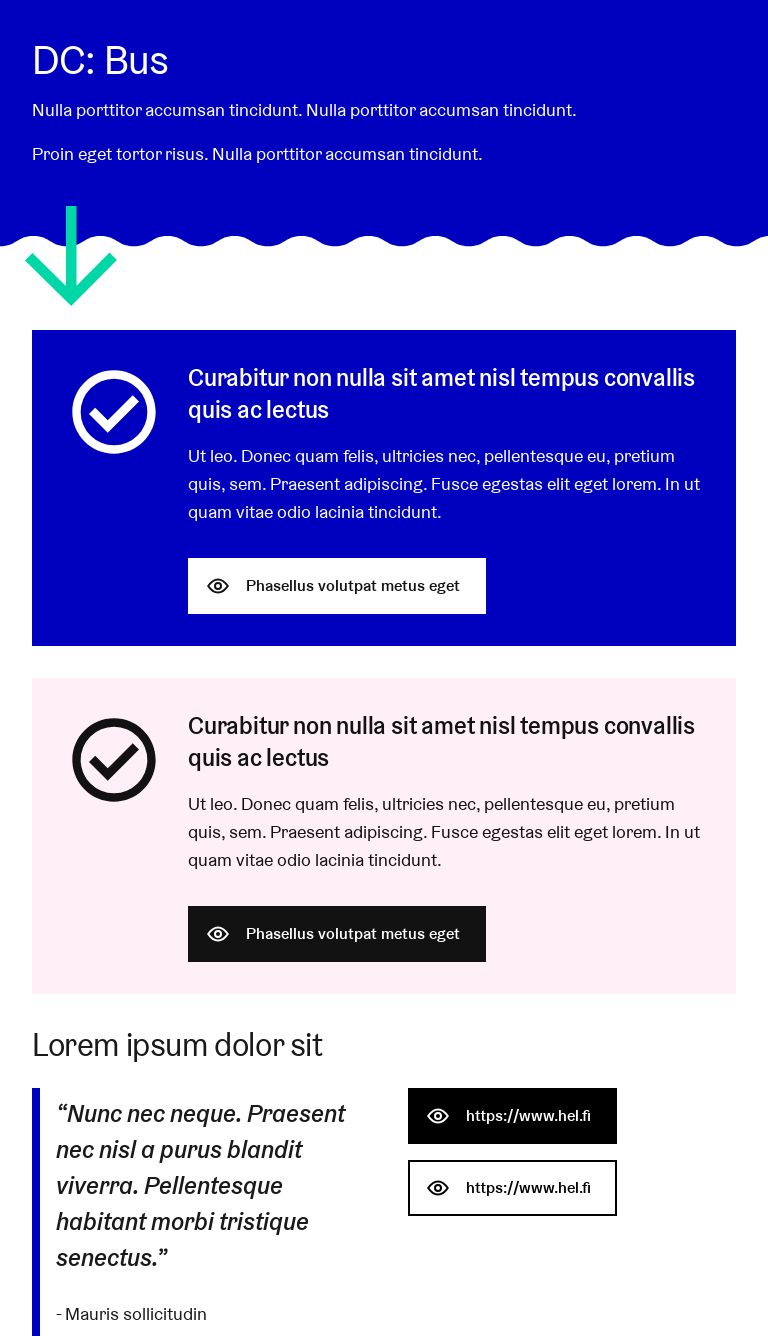 DC: Bus
Nulla porttitor accumsan tincidunt. Nulla porttitor accumsan tincidunt.
Proin eget tortor risus. Nulla porttitor accumsan tincidunt.
Curabitur non nulla sit amet nisl tempus convallis
quis ac lectus
Ut leo. Donec quam felis, ultricies nec, pellentesque eu, pretium
quis, sem. Praesent adipiscing. Fusce egestas elit eget lorem. In ut
quam vitae odio lacinia tincidunt.
Phasellus volutpat metus eget
Curabitur non nulla sit amet nisl tempus convallis
quis ac lectus
Ut leo. Donec quam felis, ultricies nec, pellentesque eu, pretium
quis, sem. Praesent adipiscing. Fusce egestas elit eget lorem. In ut
quam vitae odio lacinia tincidunt.
Phasellus volutpat metus eget
Lorem ipsum dolor sit
“Nunc nec neque. Praesent
nec nisl a purus blandit
viverra. Pellentesque
habitant morbi tristique
senectus.”
- Mauris sollicitudin
https://www.hel.fi
https://www.hel.fi